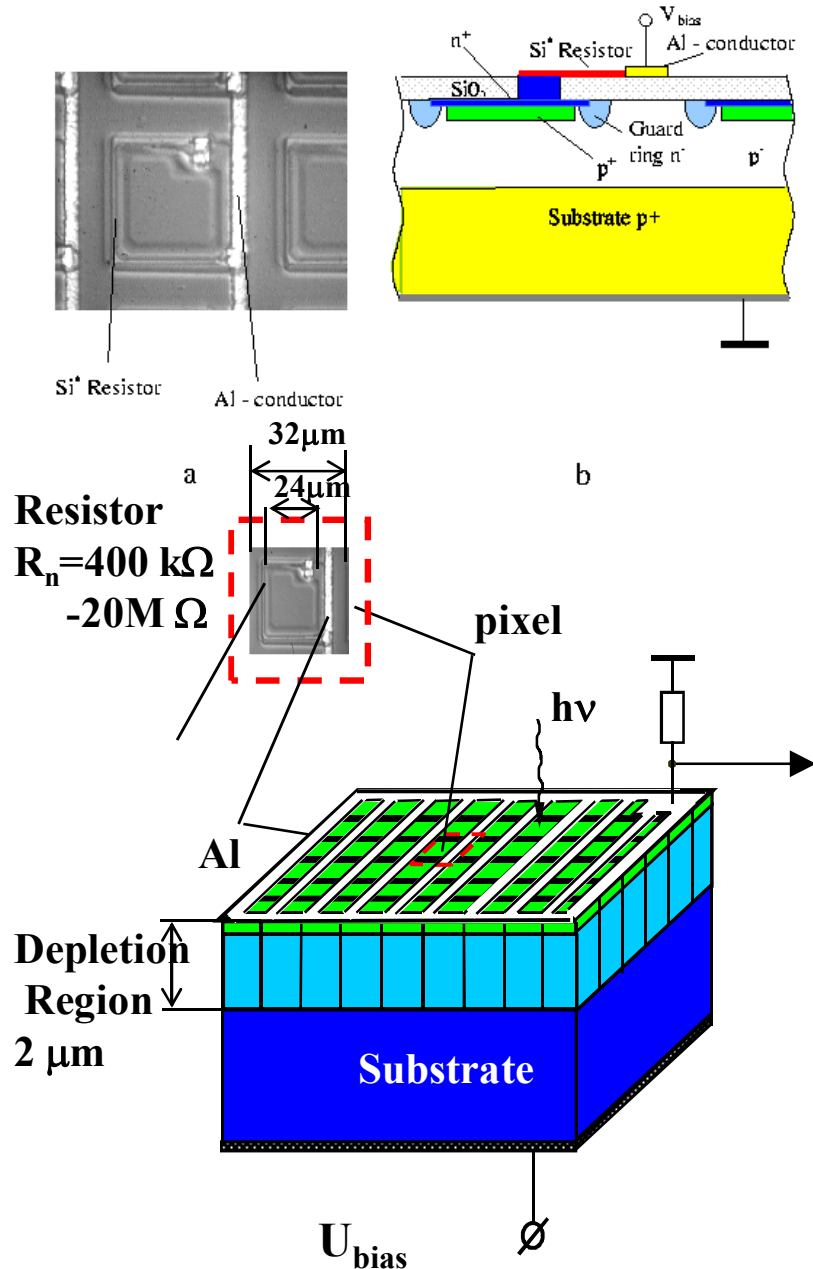 V_bias
n⁺
Si* Resistor
Al - conductor
SiO₂
Guard
ring n⁻
p⁺
p⁻
Substrate p+
Si* Resistor
Al - conductor
32μm
a
b
24μm
Resistor
Rₙ=400 kΩ
-20M Ω
pixel
hν
Al
Depletion
Region
2 μm
Substrate
U_bias